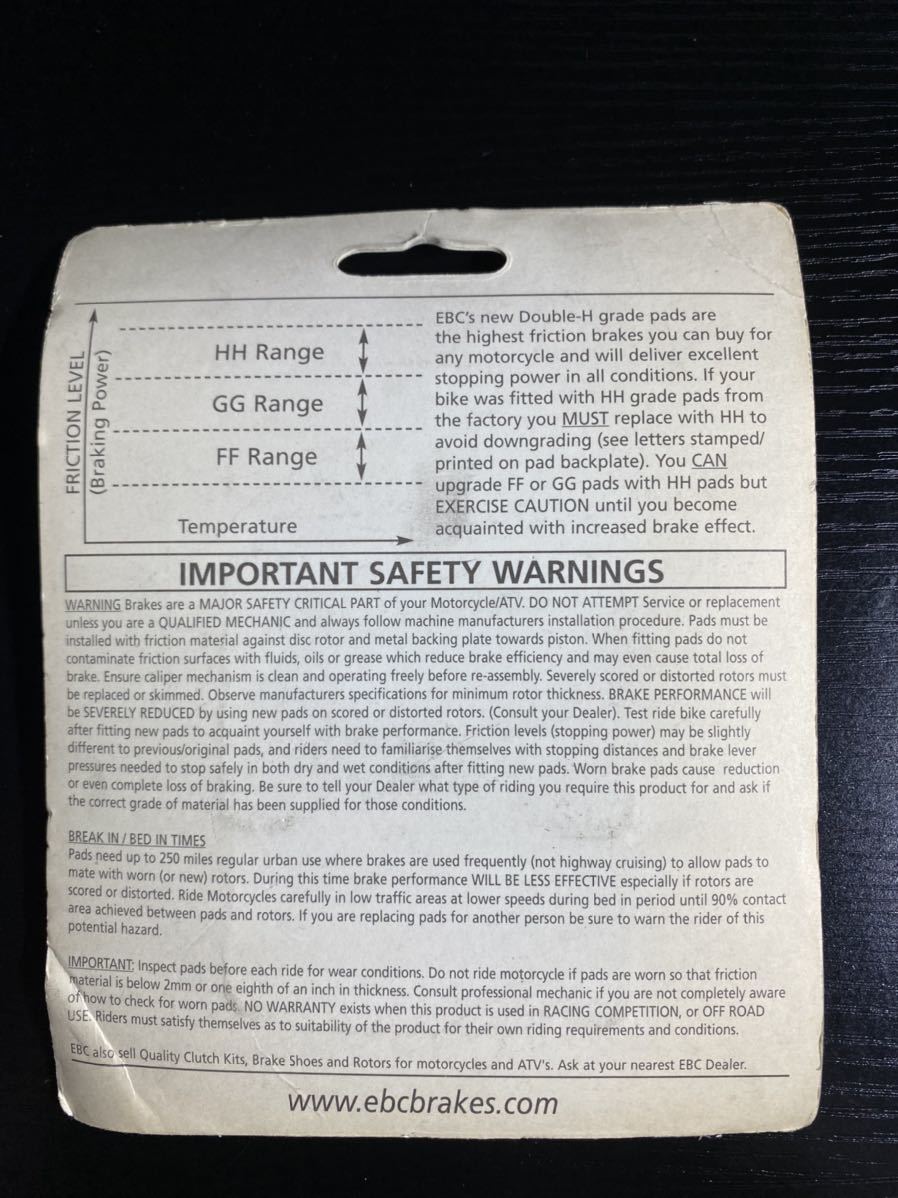 FRICTION LEVEL
(Braking Power)
HH Range
GG Range
FF Range
Temperature
EBC's new Double-H grade pads are
the highest friction brakes you can buy for
any motorcycle and will deliver excellent
stopping power in all conditions. If your
bike was fitted with HH grade pads from
the factory you MUST replace with HH to
avoid downgrading (see letters stamped/
printed on pad backplate). You CAN
upgrade FF or GG pads with HH pads but
EXERCISE CAUTION until you become
acquainted with increased brake effect.
IMPORTANT SAFETY WARNINGS
WARNING Brakes are a MAJOR SAFETY CRITICAL PART of your Motorcycle/ATV. DO NOT ATTEMPT Service or replacement
unless you are a QUALIFIED MECHANIC and always follow machine manufacturers installation procedure. Pads must be
installed with friction material against disc rotor and metal backing plate towards piston. When fitting pads do not
contaminate friction surfaces with fluids, oils or grease which reduce brake efficiency and may even cause total loss of
brake. Ensure caliper mechanism is clean and operating freely before re-assembly. Severely scored or distorted rotors must
be replaced or skimmed. Observe manufacturers specifications for minimum rotor thickness. BRAKE PERFORMANCE will
be SEVERELY REDUCED by using new pads on scored or distorted rotors. (Consult your Dealer). Test ride bike carefully
after fitting new pads to acquaint yourself with brake performance. Friction levels (stopping power) may be slightly
different to previous/original pads, and riders need to familiarise themselves with stopping distances and brake lever
pressures needed to stop safely in both dry and wet conditions after fitting new pads. Worn brake pads cause reduction
or even complete loss of braking. Be sure to tell your Dealer what type of riding you require this product for and ask if
the correct grade of material has been supplied for those conditions.
BREAK IN / BED IN TIMES
Pads need up to 250 miles regular urban use where brakes are used frequently (not highway cruising) to allow pads to
mate with worn (or new) rotors. During this time brake performance WILL BE LESS EFFECTIVE especially if rotors are
scored or distorted. Ride Motorcycles carefully in low traffic areas at lower speeds during bed in period until 90% contact
area achieved between pads and rotors. If you are replacing pads for another person be sure to warn the rider of this
potential hazard.
IMPORTANT: Inspect pads before each ride for wear conditions. Do not ride motorcycle if pads are worn so that friction
material is below 2mm or one eighth of an inch in thickness. Consult professional mechanic if you are not completely aware
of how to check for worn pads. NO WARRANTY exists when this product is used in RACING COMPETITION, or OFF ROAD
USE. Riders must satisfy themselves as to suitability of the product for their own riding requirements and conditions.
EBC also sell Quality Clutch Kits, Brake Shoes and Rotors for motorcycles and ATV's. Ask at your nearest EBC Dealer.
www.ebcbrakes.com